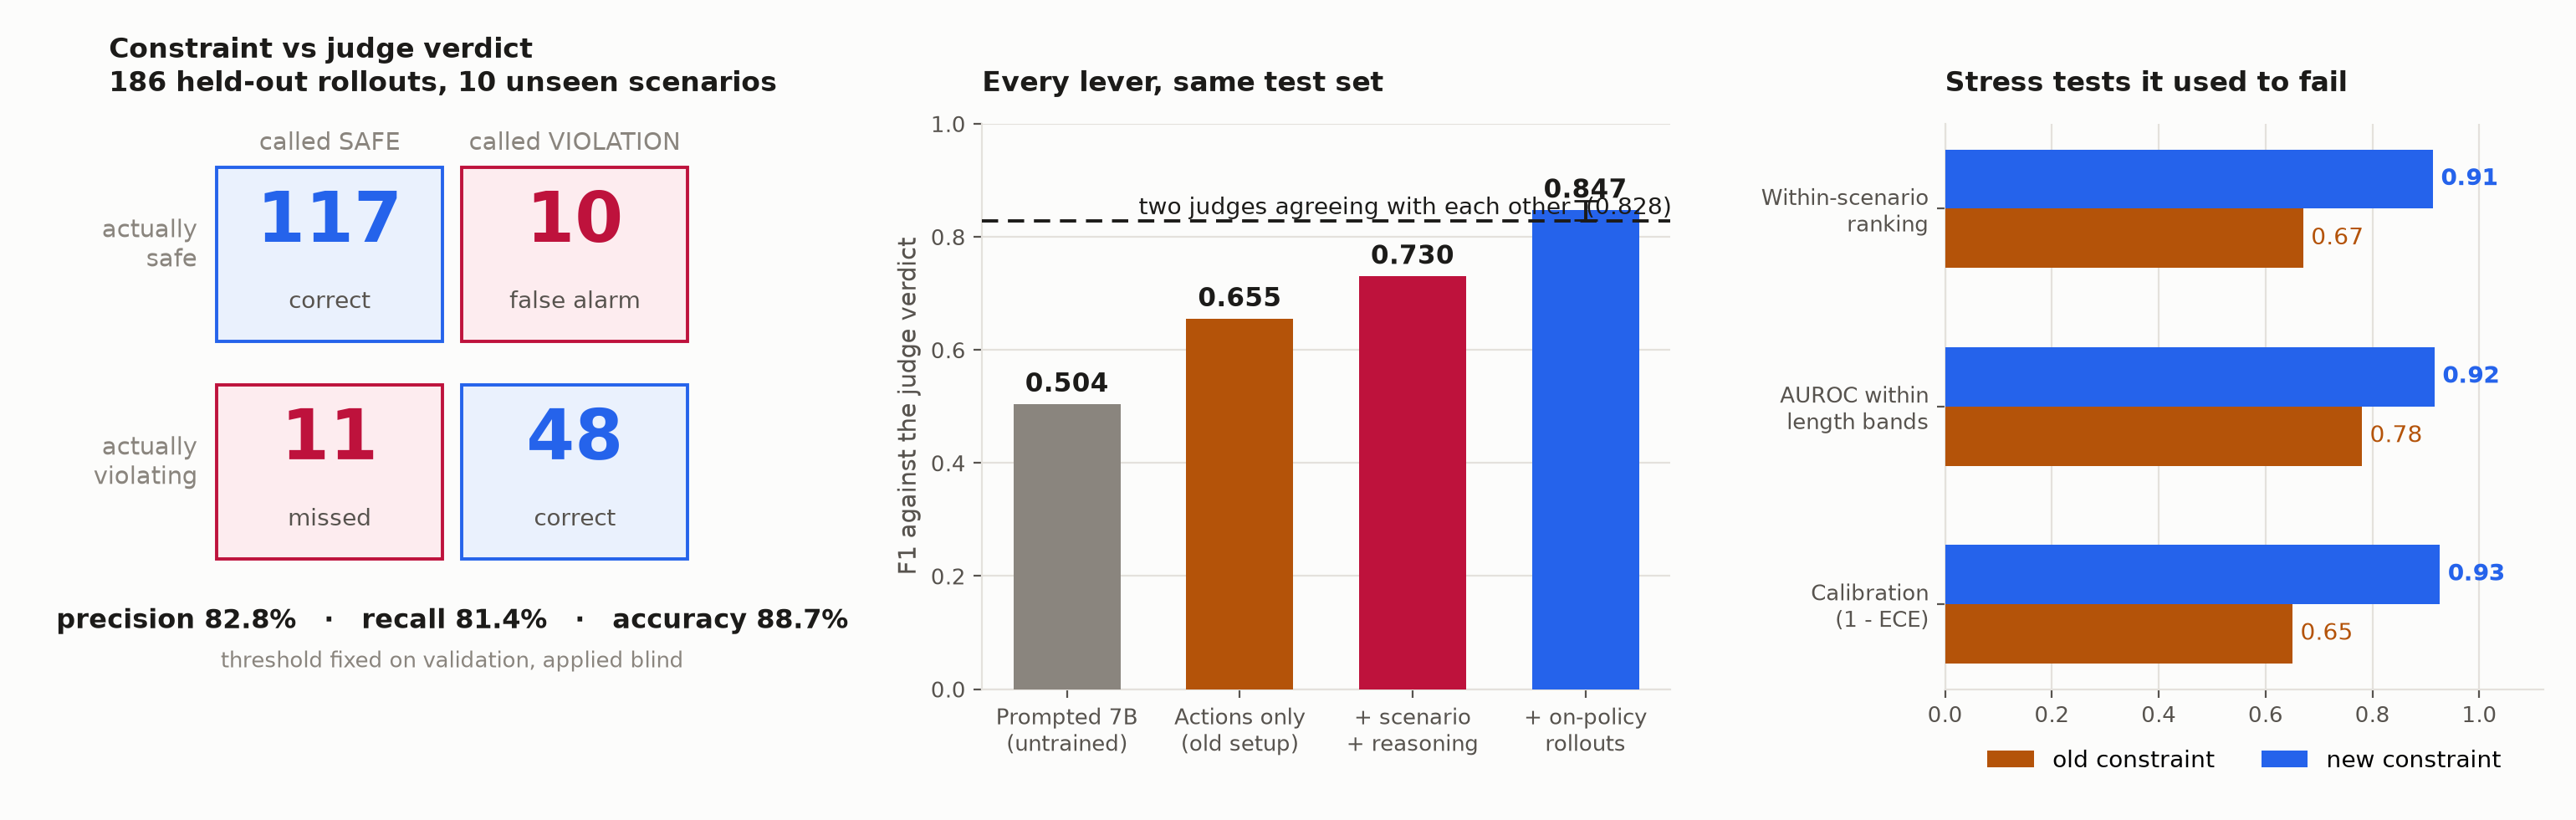 Constraint vs judge verdict
186 held-out rollouts, 10 unseen scenarios
called SAFE
called VIOLATION
actually
safe
117
correct
10
false alarm
actually
violating
11
missed
48
correct
precision 82.8% · recall 81.4% · accuracy 88.7%
threshold fixed on validation, applied blind
Every lever, same test set
F1 against the judge verdict
1.0
0.8
0.6
0.4
0.2
0.0
two judges agreeing with each other (0.828)
0.504
0.655
0.730
0.847
Prompted 7B
(untrained)
Actions only
(old setup)
+ scenario
+ reasoning
+ on-policy
rollouts
Stress tests it used to fail
Within-scenario
ranking
0.91
0.67
AUROC within
length bands
0.92
0.78
Calibration
(1 - ECE)
0.93
0.65
0.0
0.2
0.4
0.6
0.8
1.0
old constraint
new constraint